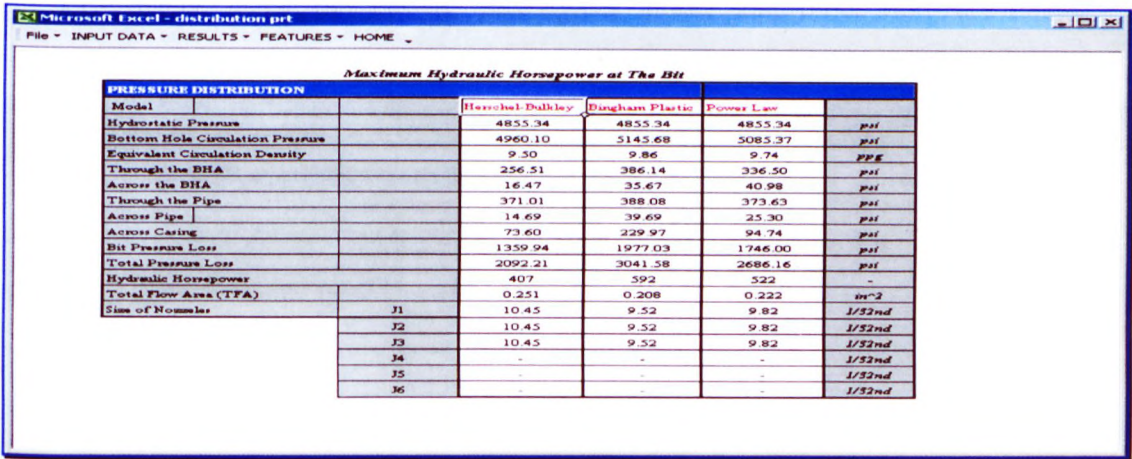 Microsoft Excel - distribution prt
File INPUT DATA RESULTS FEATURES HOME
Maximum Hydraulic Horsepower at The Bit
PRESSURE DISTRIBUTION
Model Herschel-Bulkley Bingham Plastic Power Law
Hydrostatic Pressure 4855.34 4855.34 4855.34 psi
Bottom Hole Circulation Pressure 4960.10 5145.68 5085.37 psi
Equivalent Circulation Density 9.50 9.86 9.74 ppg
Through the BHA 256.51 386.14 336.50 psi
Across the BHA 16.47 35.67 40.98 psi
Through the Pipe 371.01 388.08 373.63 psi
Across Pipe 14.69 39.69 25.30 psi
Across Casing 73.60 229.97 94.74 psi
Bit Pressure Loss 1359.94 1977.03 1746.00 psi
Total Pressure Loss 2092.21 3041.58 2686.16 psi
Hydraulic Horsepower 407 592 522 -
Total Flow Area (TFA) 0.251 0.208 0.222 in^2
Size of Nozzles J1 10.45 9.52 9.82 1/32nd
J2 10.45 9.52 9.82 1/32nd
J3 10.45 9.52 9.82 1/32nd
J4 - - - 1/32nd
J5 - - - 1/32nd
J6 - - - 1/32nd